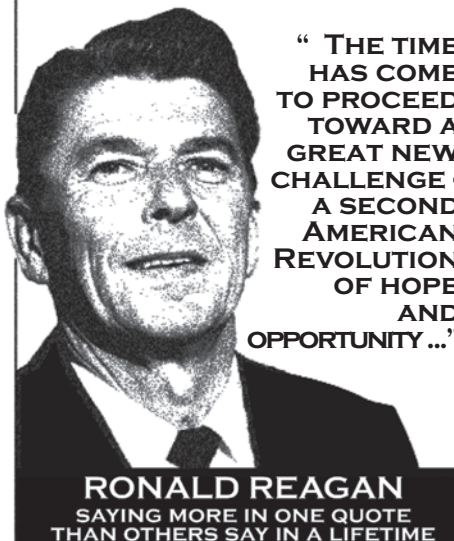 “ THE TIME
HAS COME
TO PROCEED
TOWARD A
GREAT NEW
CHALLENGE
A SECOND
AMERICAN
REVOLUTION
OF HOPE
AND
OPPORTUNITY ...”
RONALD REAGAN
SAYING MORE IN ONE QUOTE
THAN OTHERS SAY IN A LIFETIME